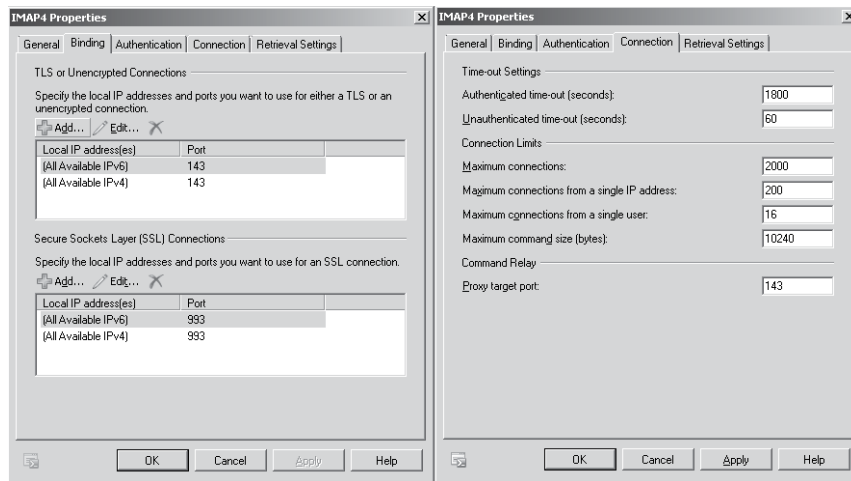 IMAP4 Properties
General Binding Authentication Connection Retrieval Settings
TLS or Unencrypted Connections
Specify the local IP addresses and ports you want to use for either a TLS or an
unencrypted connection.
Add... Edit...
Local IP address(es) Port
(All Available IPv6) 143
(All Available IPv4) 143
Secure Sockets Layer (SSL) Connections
Specify the local IP addresses and ports you want to use for an SSL connection.
Add... Edit...
Local IP address(es) Port
(All Available IPv6) 993
(All Available IPv4) 993
OK Cancel Apply Help
IMAP4 Properties
General Binding Authentication Connection Retrieval Settings
Time-out Settings
Authenticated time-out (seconds): 1800
Unauthenticated time-out (seconds): 60
Connection Limits
Maximum connections: 2000
Maximum connections from a single IP address: 200
Maximum connections from a single user: 16
Maximum command size (bytes): 10240
Command Relay
Proxy target port: 143
OK Cancel Apply Help